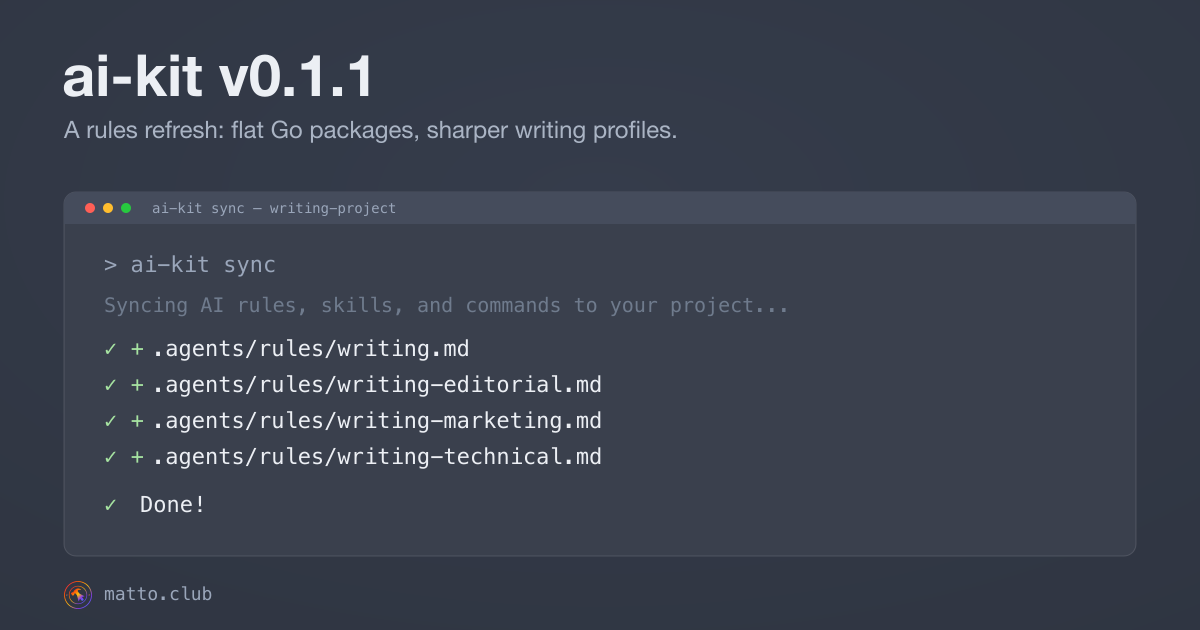 ai-kit v0.1.1
A rules refresh: flat Go packages, sharper writing profiles.
ai-kit sync — writing-project
> ai-kit sync
Syncing AI rules, skills, and commands to your project...
✓ + .agents/rules/writing.md
✓ + .agents/rules/writing-editorial.md
✓ + .agents/rules/writing-marketing.md
✓ + .agents/rules/writing-technical.md
✓ Done!
matto.club